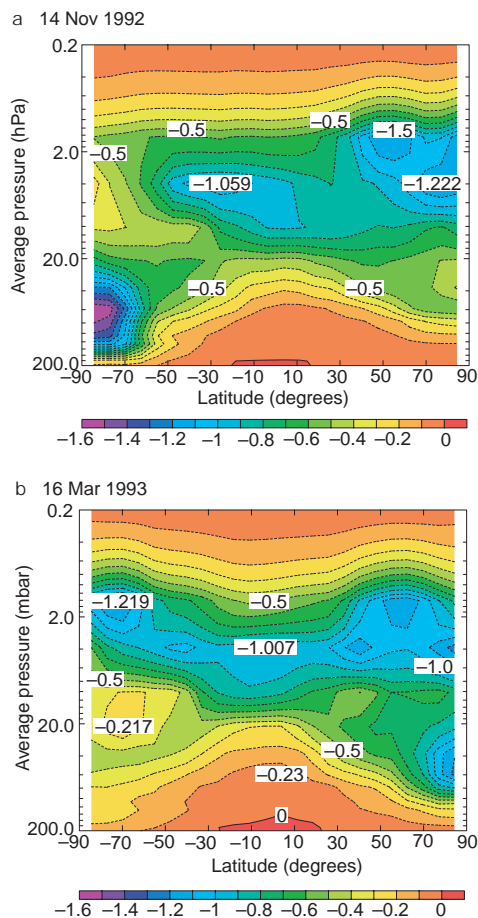 a 14 Nov 1992
0.2
2.0
20.0
200.0
Average pressure (hPa)
−0.5 −0.5 −1.5
−0.5
−1.059 −1.222
−0.5 −0.5
−90 −70 −50 −30 −10 10 30 50 70 90
Latitude (degrees)
−1.6 −1.4 −1.2 −1 −0.8 −0.6 −0.4 −0.2 0
b 16 Mar 1993
0.2
2.0
20.0
200.0
Average pressure (mbar)
−1.219 −0.5
−1.007
−1.0
−0.5
−0.217
−0.5
−0.23
0
−90 −70 −50 −30 −10 10 30 50 70 90
Latitude (degrees)
−1.6 −1.4 −1.2 −1 −0.8 −0.6 −0.4 −0.2 0